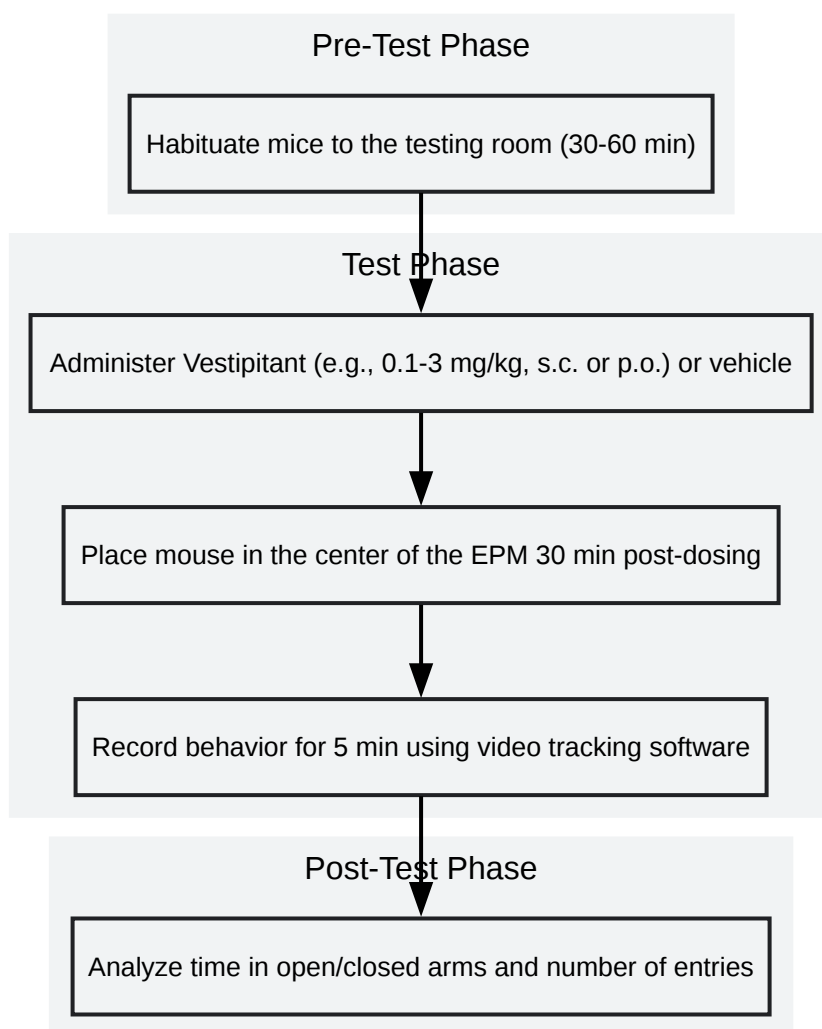 Pre-Test Phase
Habituate mice to the testing room (30-60 min)
Test Phase
Administer Vestipitant (e.g., 0.1-3 mg/kg, s.c. or p.o.) or vehicle
Place mouse in the center of the EPM 30 min post-dosing
Record behavior for 5 min using video tracking software
Post-Test Phase
Analyze time in open/closed arms and number of entries